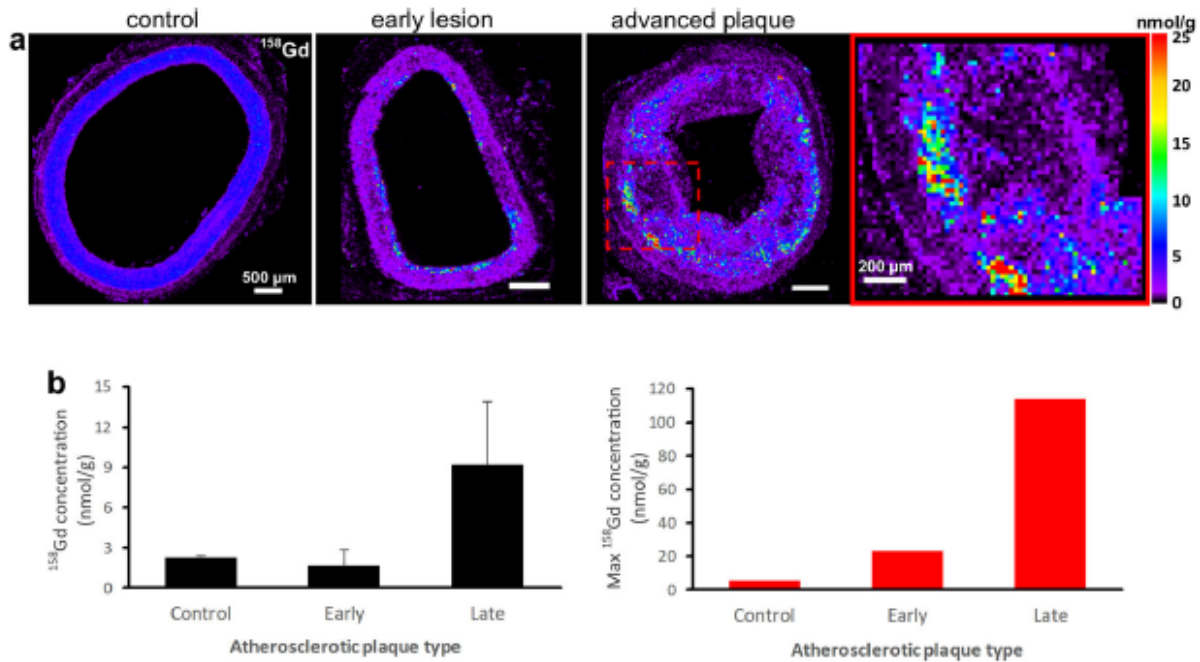 control early lesion advanced plaque nmol/g
a
¹⁵⁸Gd
500 µm
200 µm
25
20
15
10
5
0
b
¹⁵⁸Gd concentration
(nmol/g)
15
12
9
6
3
0
Control Early Late
Atherosclerotic plaque type
Max ¹⁵⁸Gd concentration
(nmol/g)
120
100
80
60
40
20
0
Control Early Late
Atherosclerotic plaque type